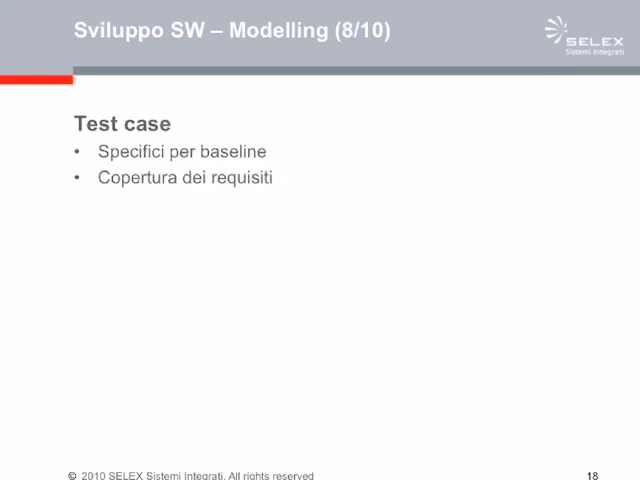 Sviluppo SW – Modelling (8/10)
SELEX
Sistemi Integrati
Test case
• Specifici per baseline
• Copertura dei requisiti
© 2010 SELEX Sistemi Integrati. All rights reserved
18